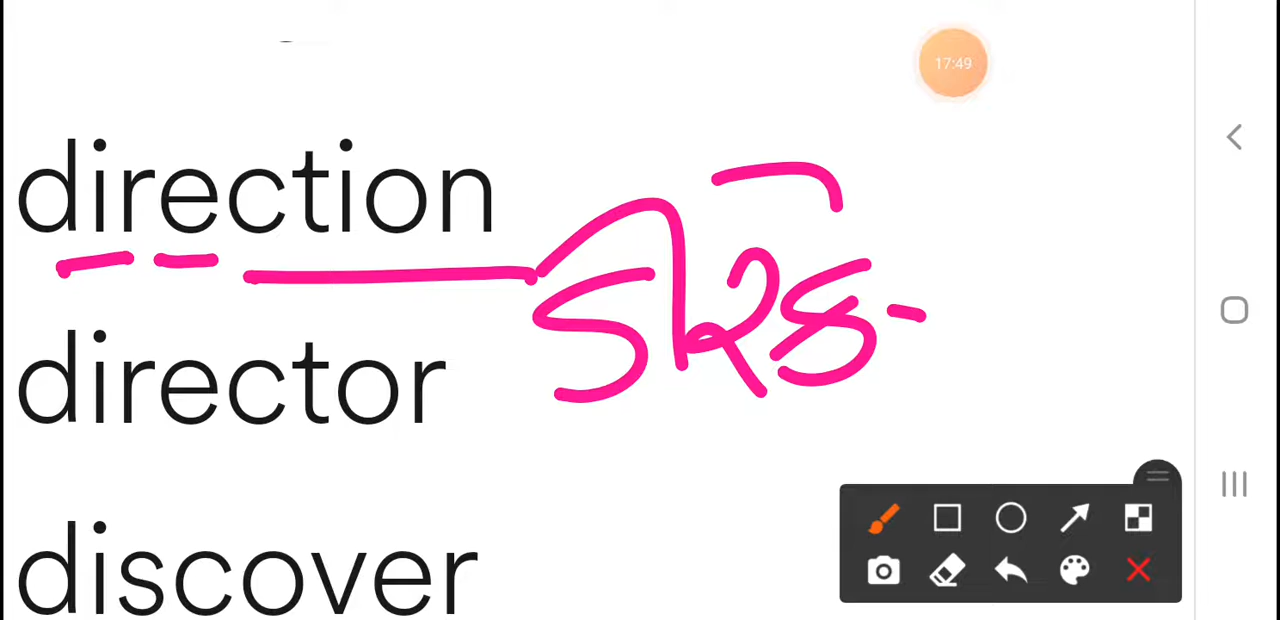 17:49
direction
ડીરેક-
director
discover